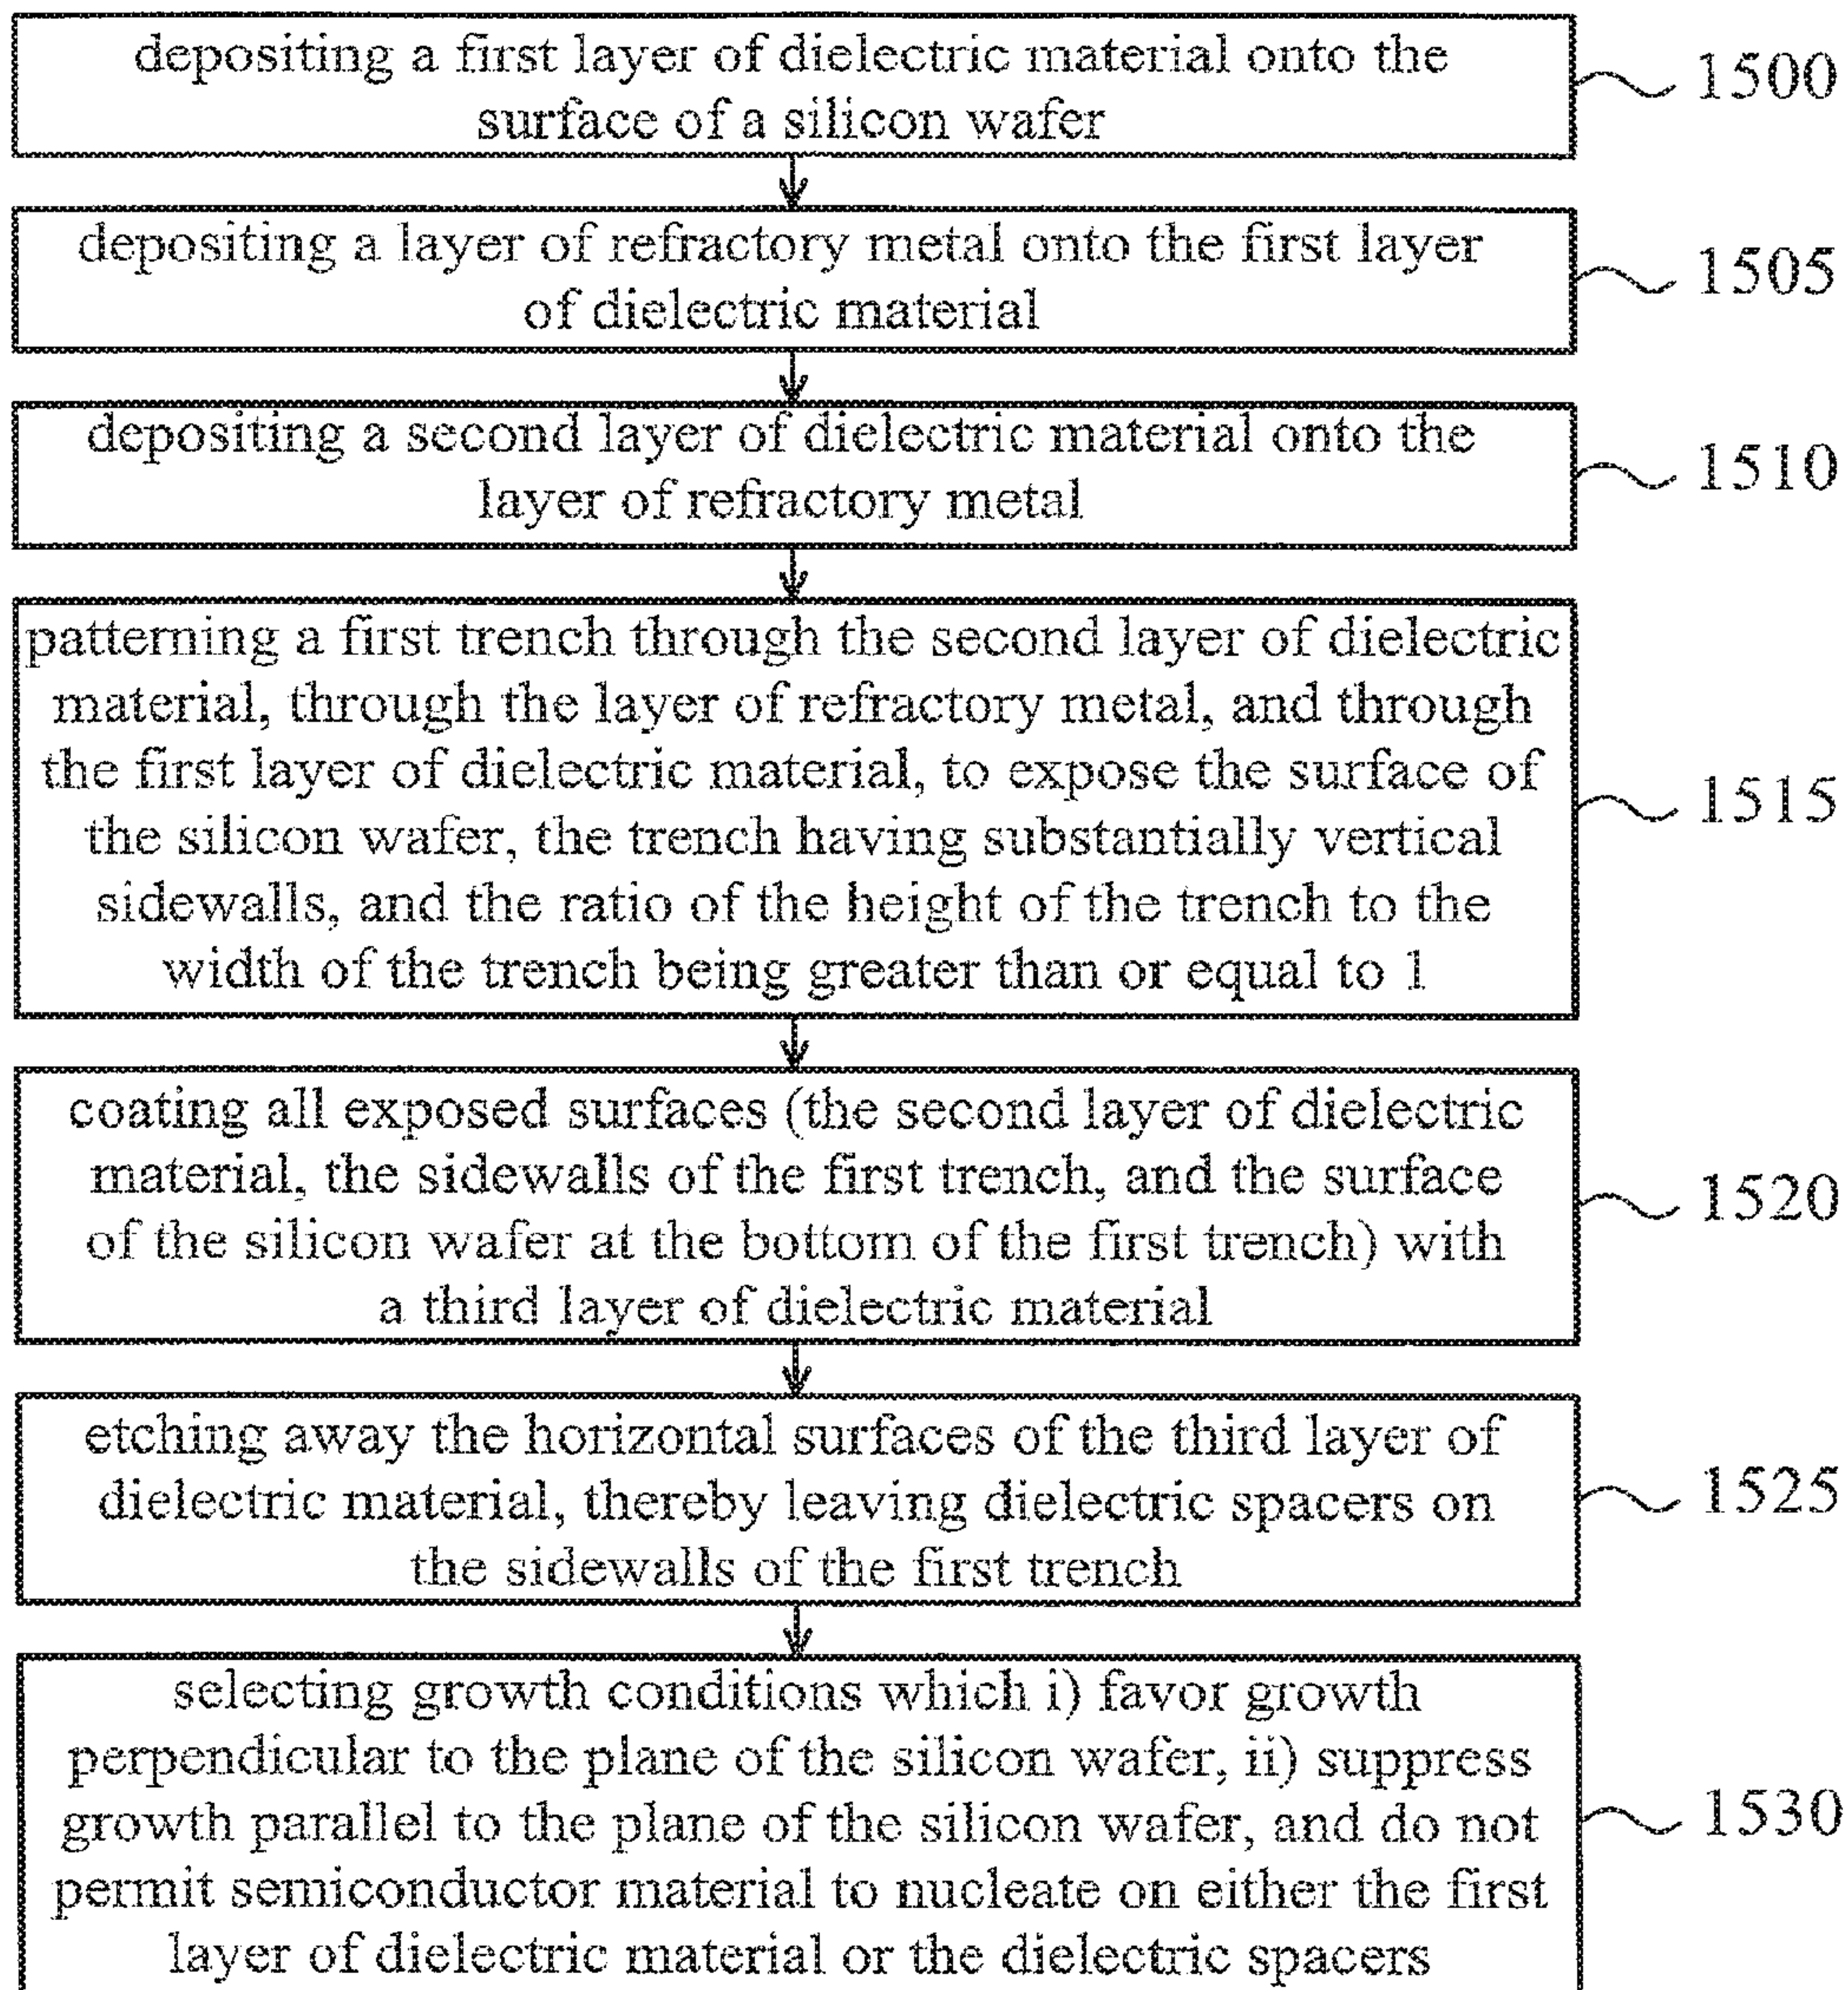 depositing a first layer of dielectric material onto the
surface of a silicon wafer
1500
depositing a layer of refractory metal onto the first layer
of dielectric material
1505
depositing a second layer of dielectric material onto the
layer of refractory metal
1510
patterning a first trench through the second layer of dielectric
material, through the layer of refractory metal, and through
the first layer of dielectric material, to expose the surface of
the silicon wafer, the trench having substantially vertical
sidewalls, and the ratio of the height of the trench to the
width of the trench being greater than or equal to 1
1515
coating all exposed surfaces (the second layer of dielectric
material, the sidewalls of the first trench, and the surface
of the silicon wafer at the bottom of the first trench) with
a third layer of dielectric material
1520
etching away the horizontal surfaces of the third layer of
dielectric material, thereby leaving dielectric spacers on
the sidewalls of the first trench
1525
selecting growth conditions which i) favor growth
perpendicular to the plane of the silicon wafer, ii) suppress
growth parallel to the plane of the silicon wafer, and do not
permit semiconductor material to nucleate on either the first
layer of dielectric material or the dielectric spacers
1530